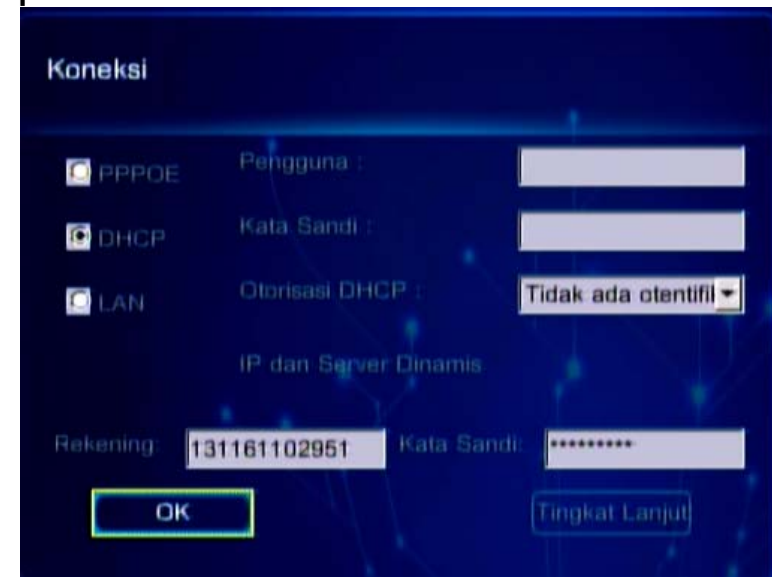 Koneksi
PPPOE Pengguna :
DHCP Kata Sandi :
LAN Otorisasi DHCP : Tidak ada otentifi
IP dan Server Dinamis
Rekening: 131161102951 Kata Sandi: *********
OK Tingkat Lanjut